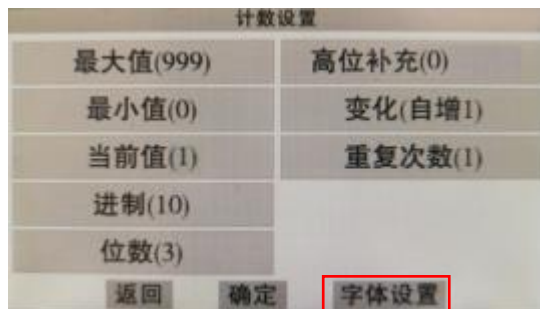 计数设置
最大值(999) 高位补充(0)
最小值(0) 变化(自增1)
当前值(1) 重复次数(1)
进制(10)
位数(3)
返回 确定 字体设置